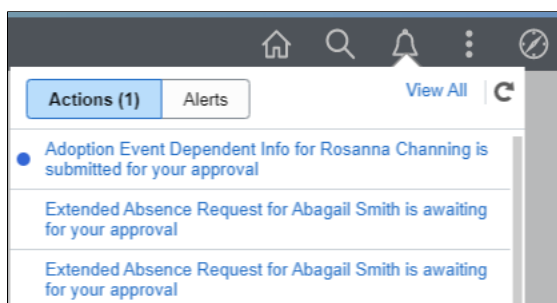 Actions (1)
Alerts
View All
Adoption Event Dependent Info for Rosanna Channing is
submitted for your approval
Extended Absence Request for Abagail Smith is awaiting
for your approval
Extended Absence Request for Abagail Smith is awaiting
for your approval